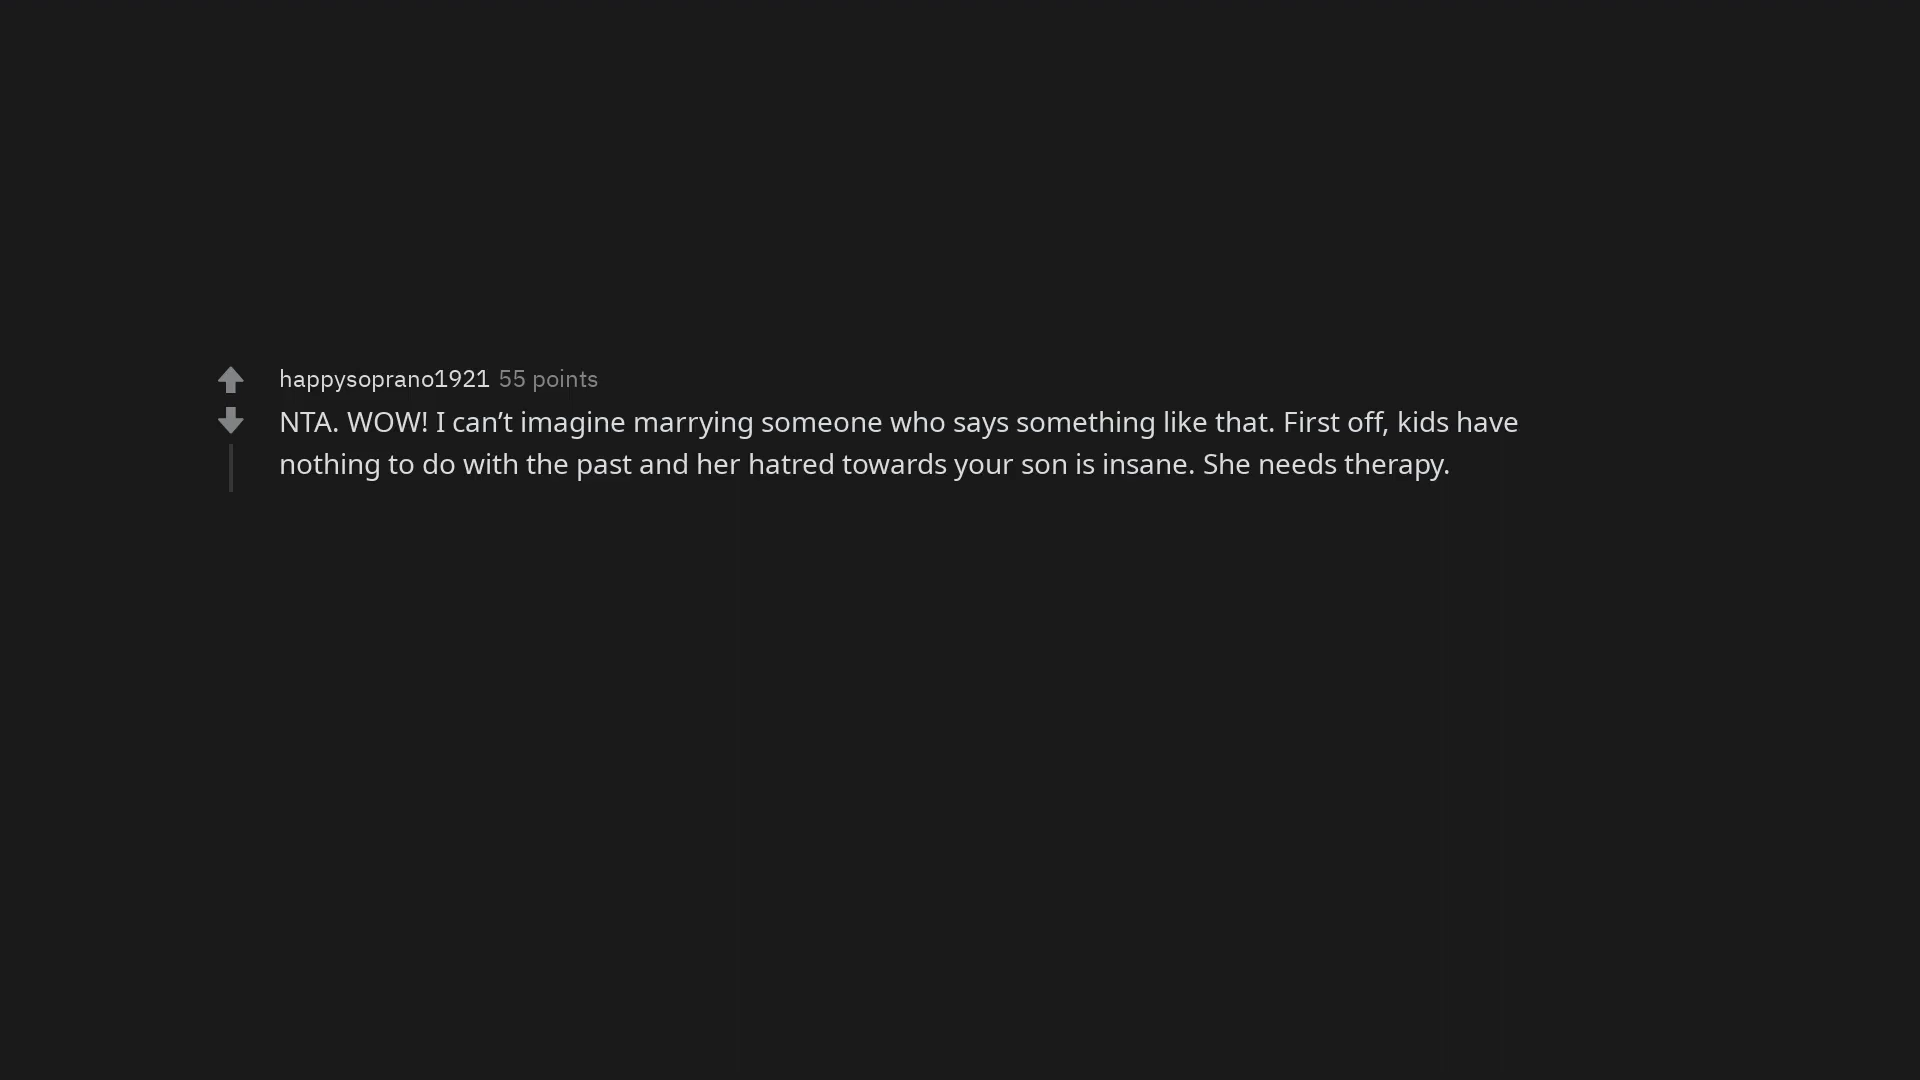 happysoprano1921 55 points
NTA. WOW! I can’t imagine marrying someone who says something like that. First off, kids have
nothing to do with the past and her hatred towards your son is insane. She needs therapy.